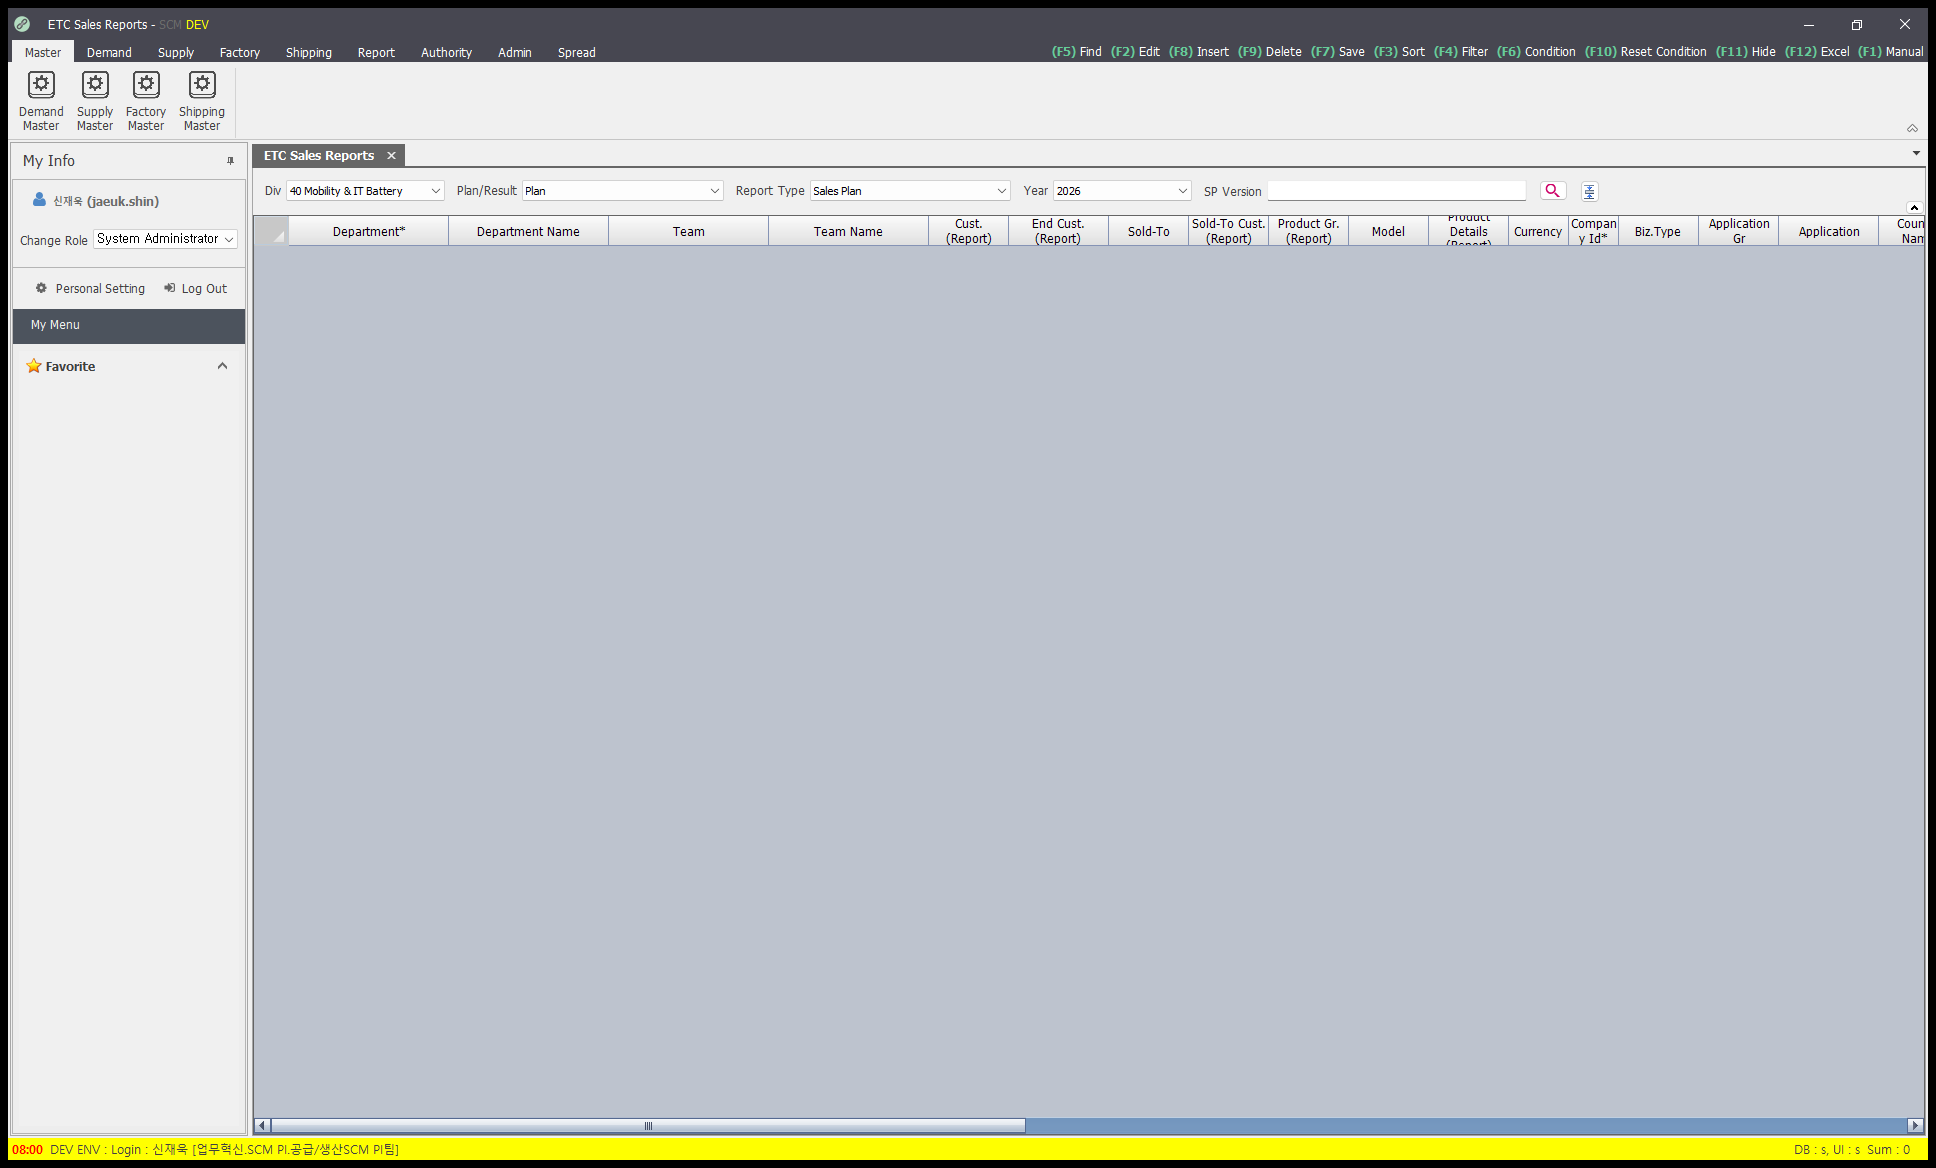 ETC Sales Reports - SCM DEV
Master Demand Supply Factory Shipping Report Authority Admin Spread
(F5) Find (F2) Edit (F8) Insert (F9) Delete (F7) Save (F3) Sort (F4) Filter (F6) Condition (F10) Reset Condition (F11) Hide (F12) Excel (F1) Manual
Demand Master
Supply Master
Factory Master
Shipping Master
My Info
신재욱 (jaeuk.shin)
Change Role System Administrator
Personal Setting Log Out
My Menu
Favorite
ETC Sales Reports
Div 40 Mobility & IT Battery Plan/Result Plan Report Type Sales Plan Year 2026 SP Version
Department*
Department Name
Team
Team Name
Cust. (Report)
End Cust. (Report)
Sold-To
Sold-To Cust. (Report)
Product Gr. (Report)
Model
Product Details (Report)
Currency
Company Id*
Biz.Type
Application Gr
Application
Coun Nam
08:00 DEV ENV : Login : 신재욱 [업무혁신.SCM PI.공급/생산SCM PI팀]
DB : s, UI : s Sum : 0